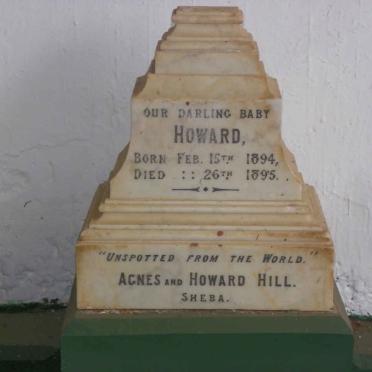 OUR DARLING BABY
HOWARD,
BORN FEB. 15TH 1894,
DIED :: 26TH 1895.
"UNSPOTTED FROM THE WORLD."
AGNES AND HOWARD HILL.
SHEBA.